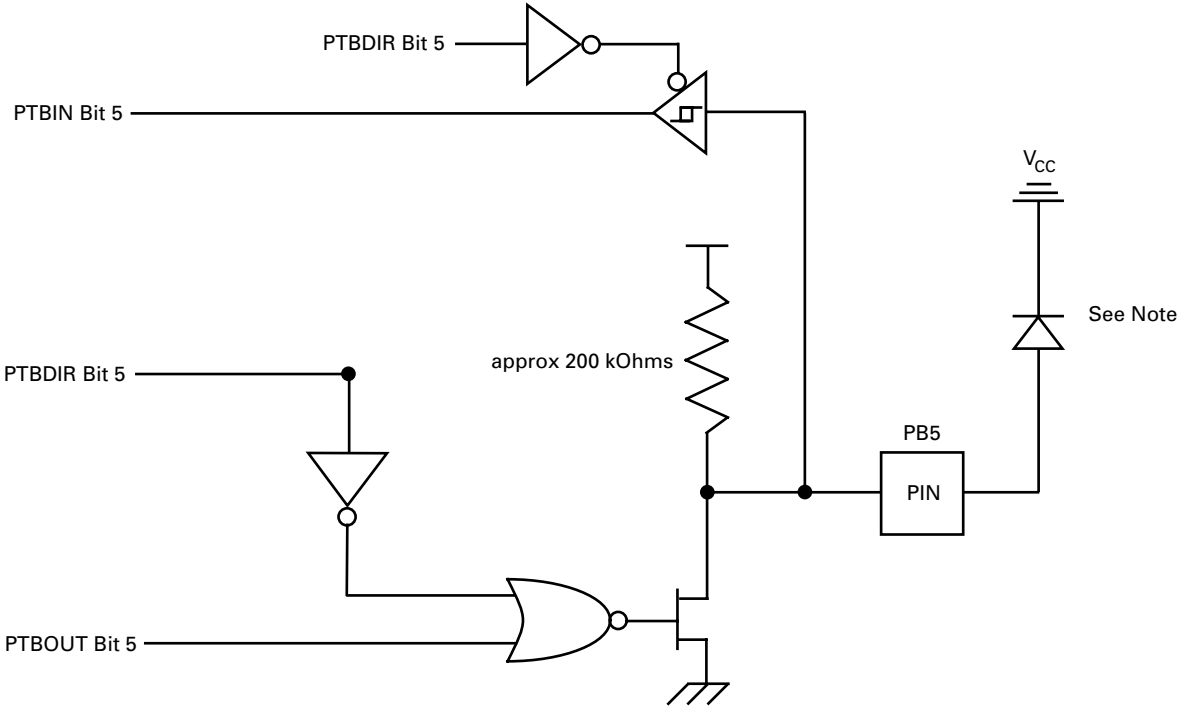 PTBDIR Bit 5
PTBIN Bit 5
VCC
See Note
approx 200 kOhms
PTBDIR Bit 5
PB5
PIN
PTBOUT Bit 5